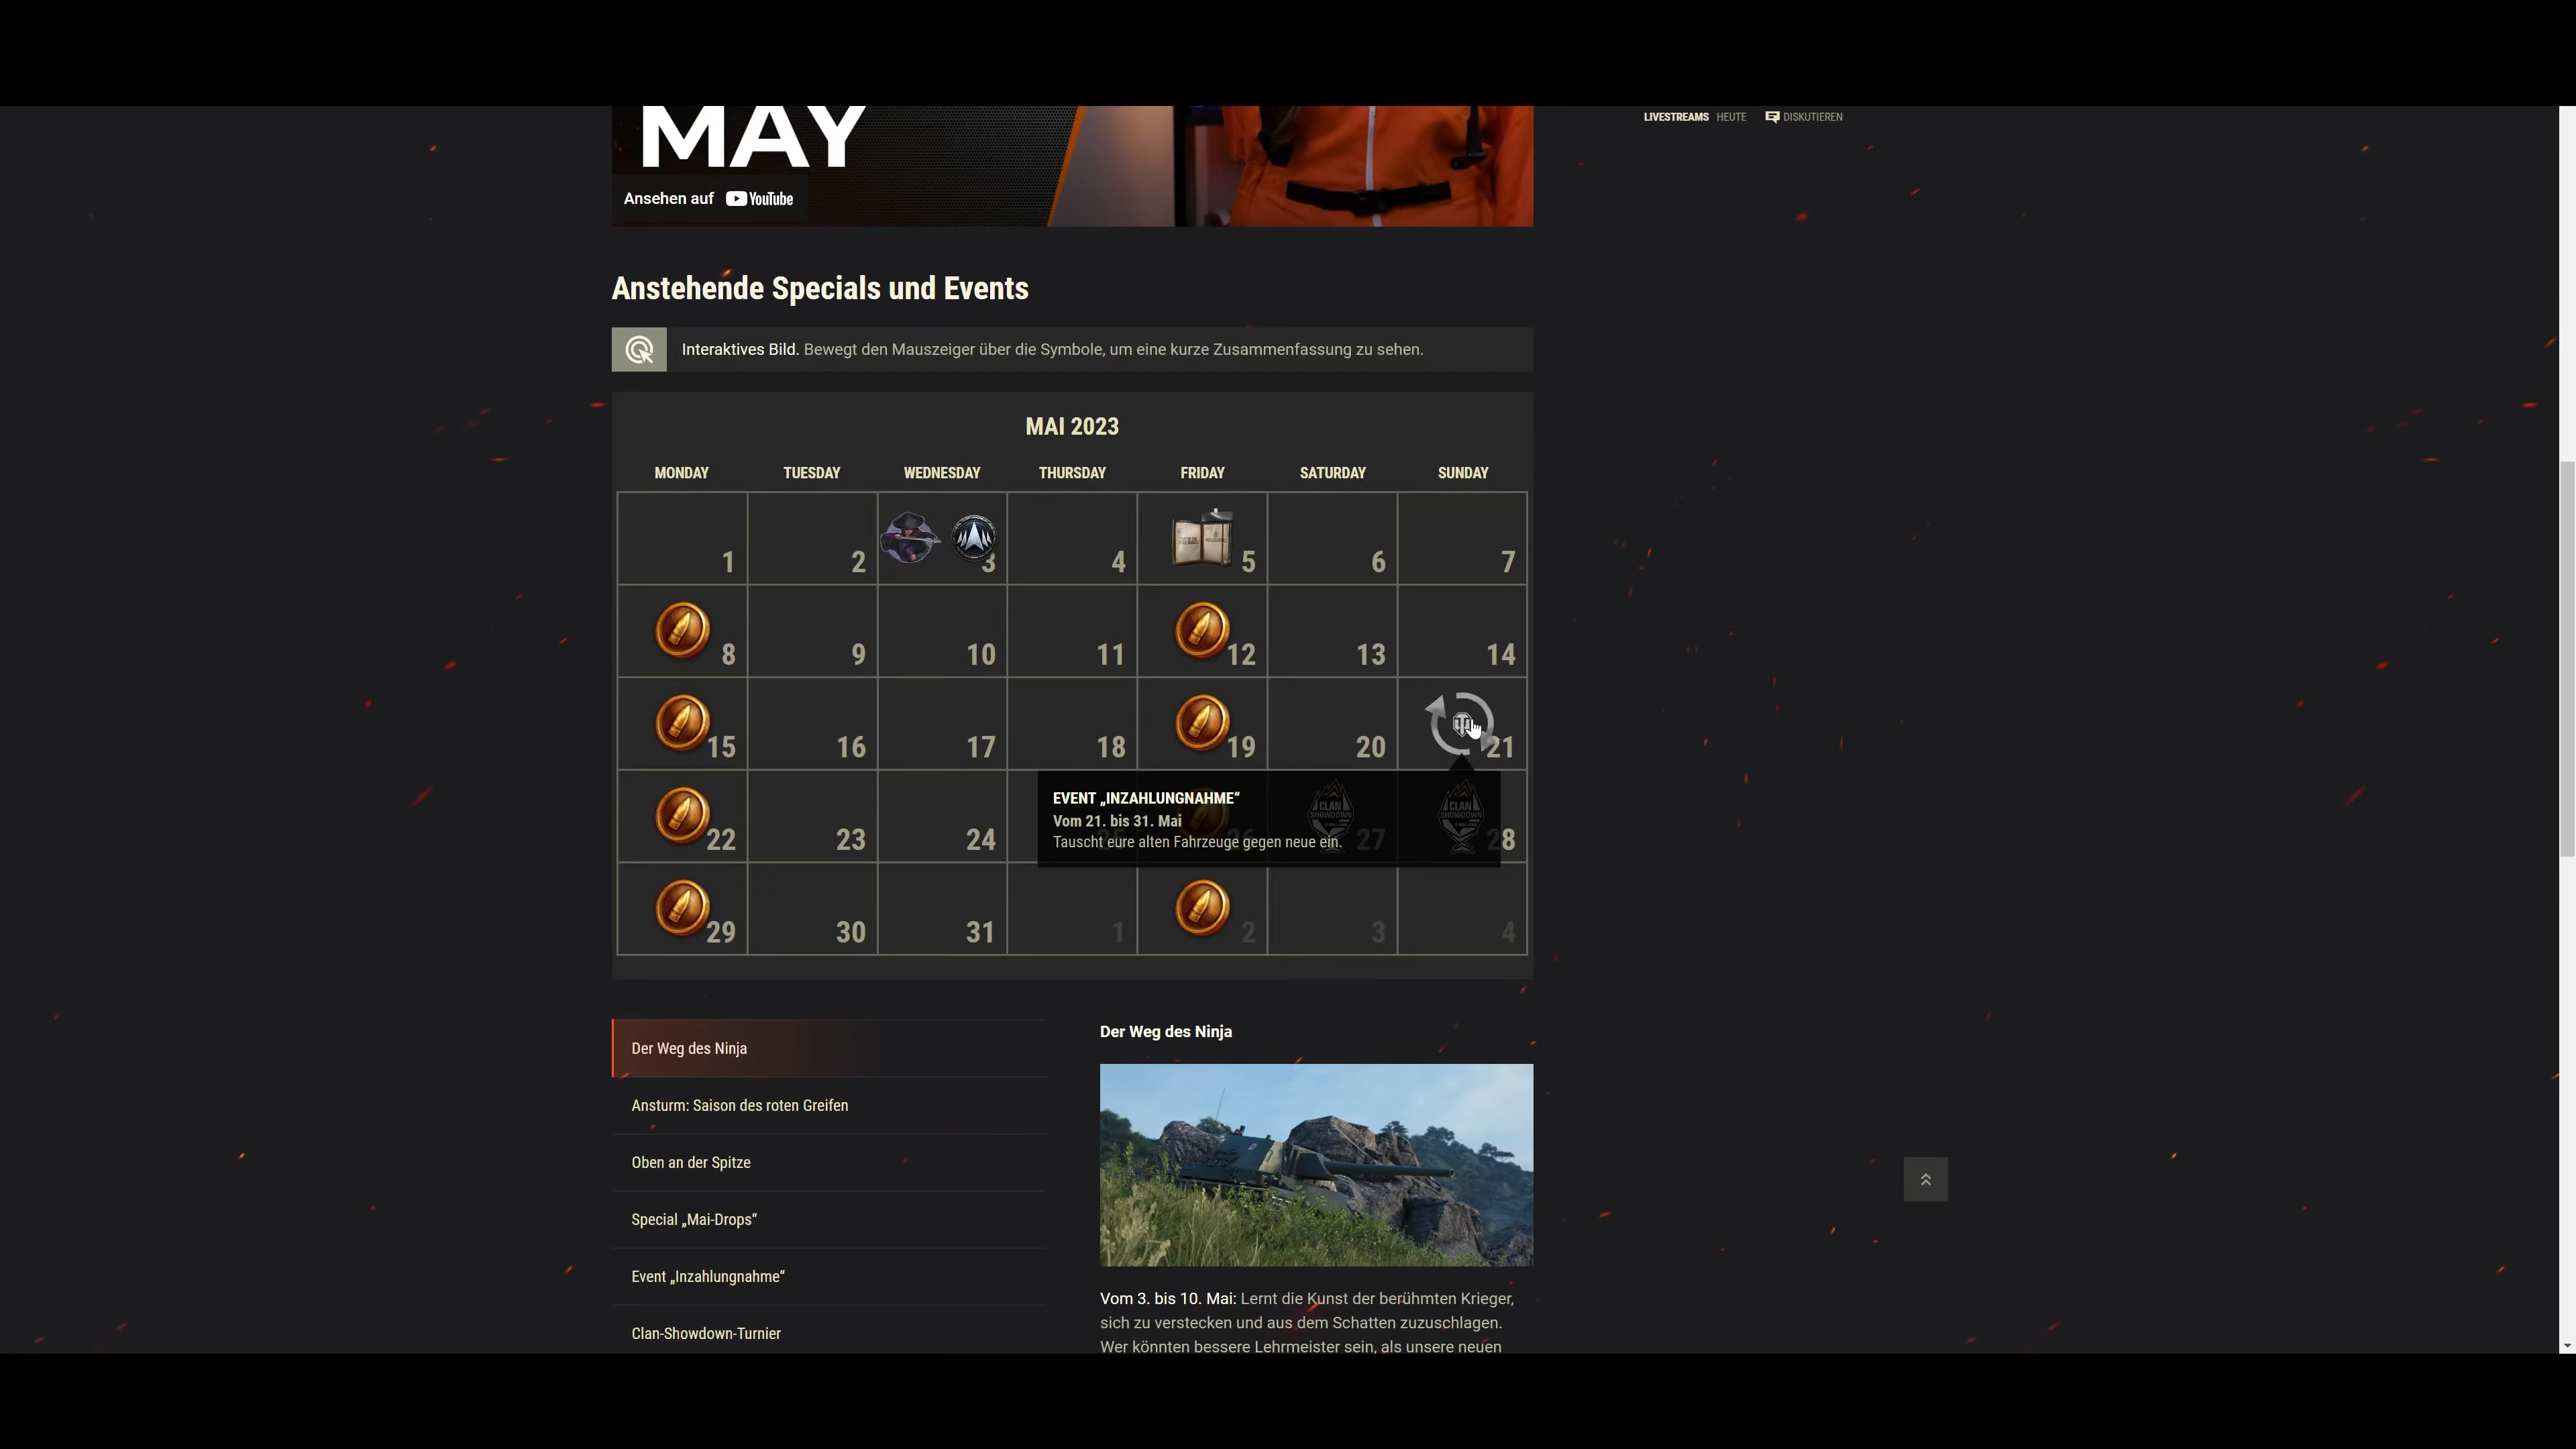 MAY
LIVESTREAMS HEUTE DISKUTIEREN
Ansehen auf YouTube
Anstehende Specials und Events
Interaktives Bild. Bewegt den Mauszeiger über die Symbole, um eine kurze Zusammenfassung zu sehen.
MAI 2023
MONDAY TUESDAY WEDNESDAY THURSDAY FRIDAY SATURDAY SUNDAY
1 2 3 4 5 6 7
8 9 10 11 12 13 14
15 16 17 18 19 20 21
EVENT „INZAHLUNGNAHME“
Vom 21. bis 31. Mai
Tauscht eure alten Fahrzeuge gegen neue ein.
CLAN SHOWDOWN CLAN SHOWDOWN
22 23 24 25 26 27 28
29 30 31 1 2 3 4
Der Weg des Ninja
Ansturm: Saison des roten Greifen
Oben an der Spitze
Special „Mai-Drops“
Event „Inzahlungnahme“
Clan-Showdown-Turnier
Der Weg des Ninja
Vom 3. bis 10. Mai: Lernt die Kunst der berühmten Krieger,
sich zu verstecken und aus dem Schatten zuzuschlagen.
Wer könnten bessere Lehrmeister sein, als unsere neuen